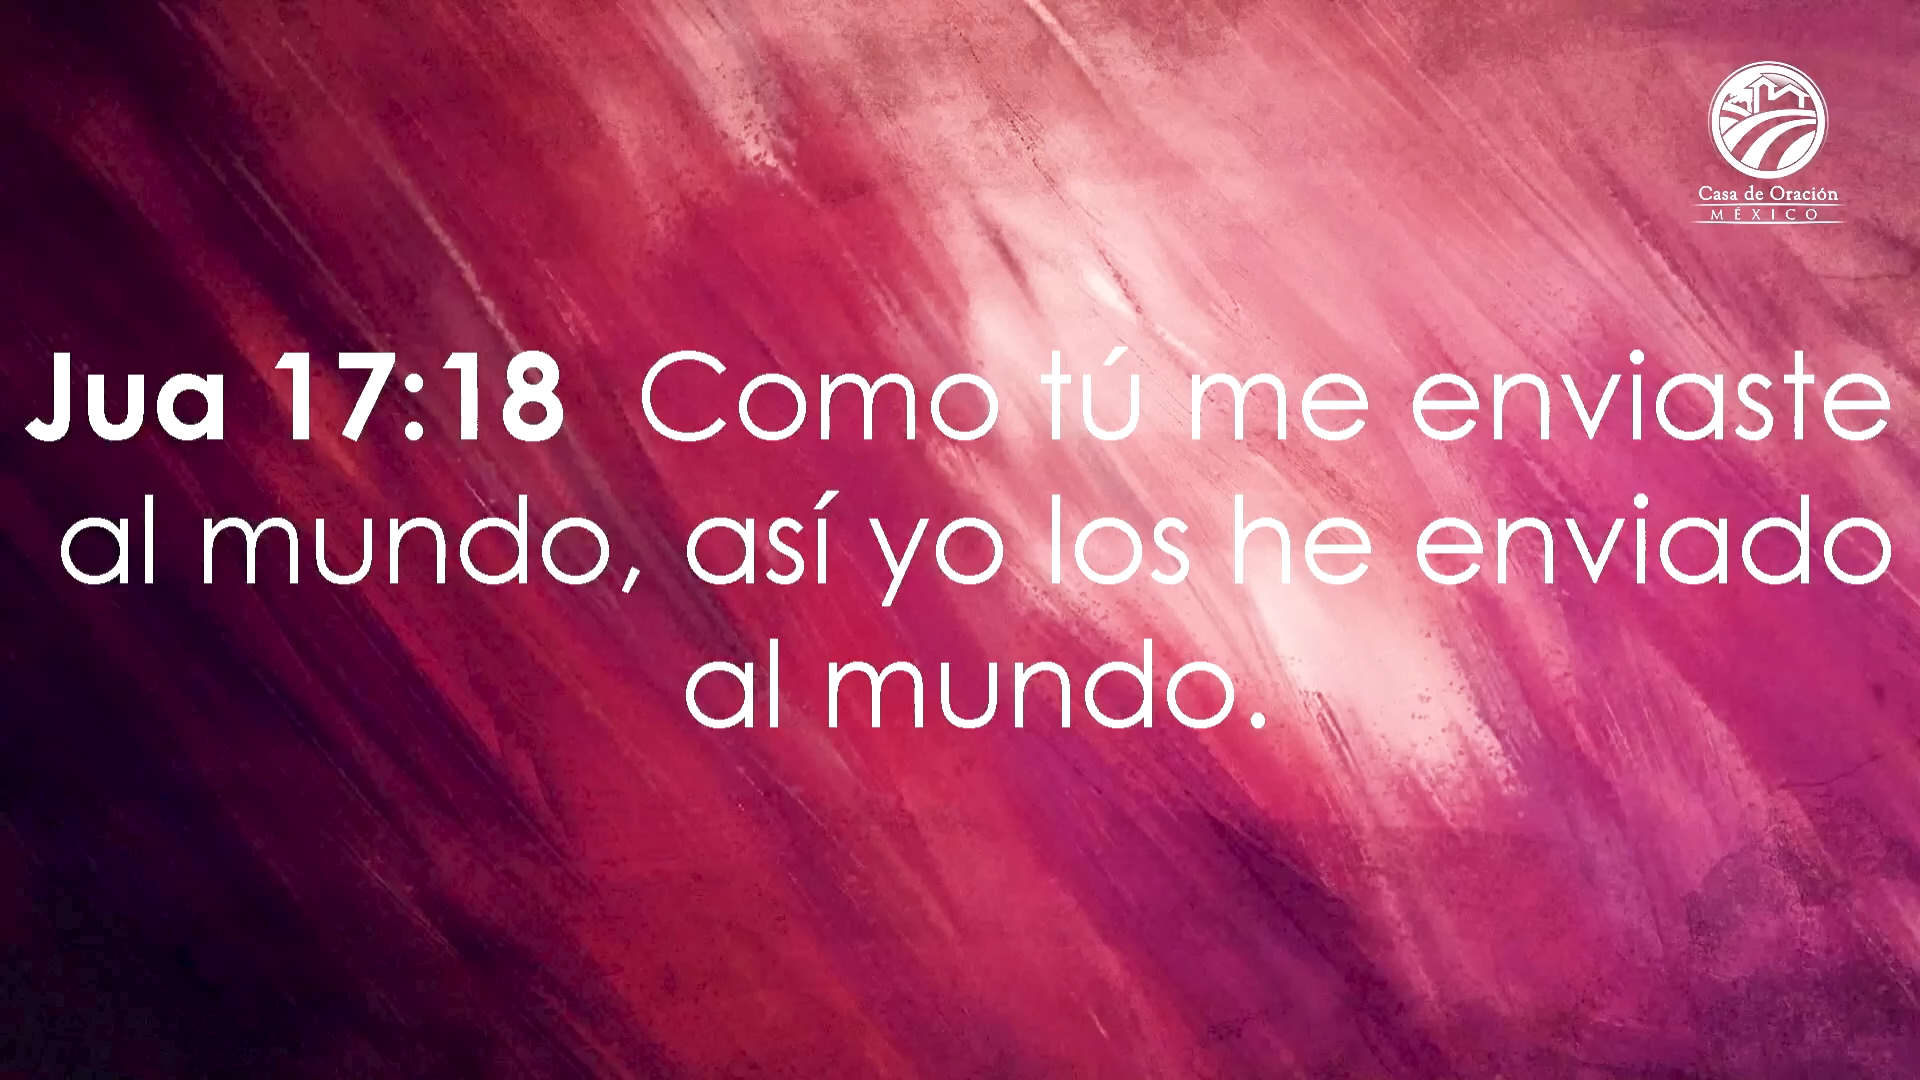 Casa de Oración
MÉXICO
Jua 17:18 Como tú me enviaste
al mundo, así yo los he enviado
al mundo.